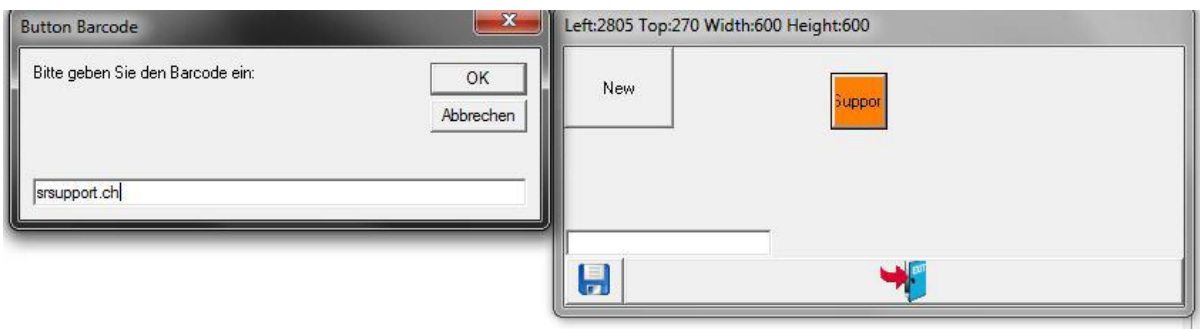 Button Barcode
Bitte geben Sie den Barcode ein:
OK
Abbrechen
srsupport.ch
Left:2805 Top:270 Width:600 Height:600
New
Suppor
EXIT